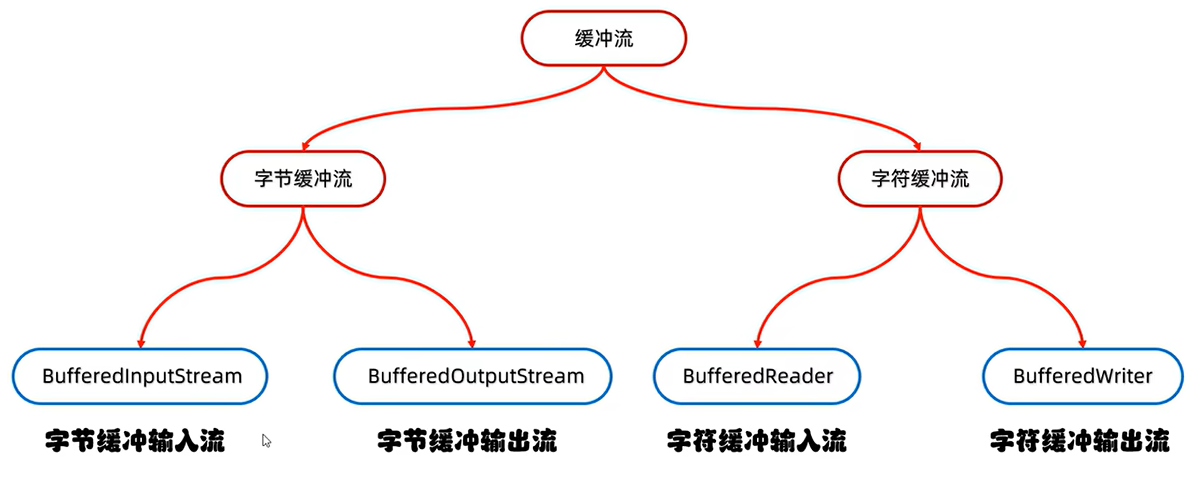 缓冲流
字节缓冲流
字符缓冲流
BufferedInputStream
BufferedOutputStream
BufferedReader
BufferedWriter
字节缓冲输入流
字节缓冲输出流
字符缓冲输入流
字符缓冲输出流